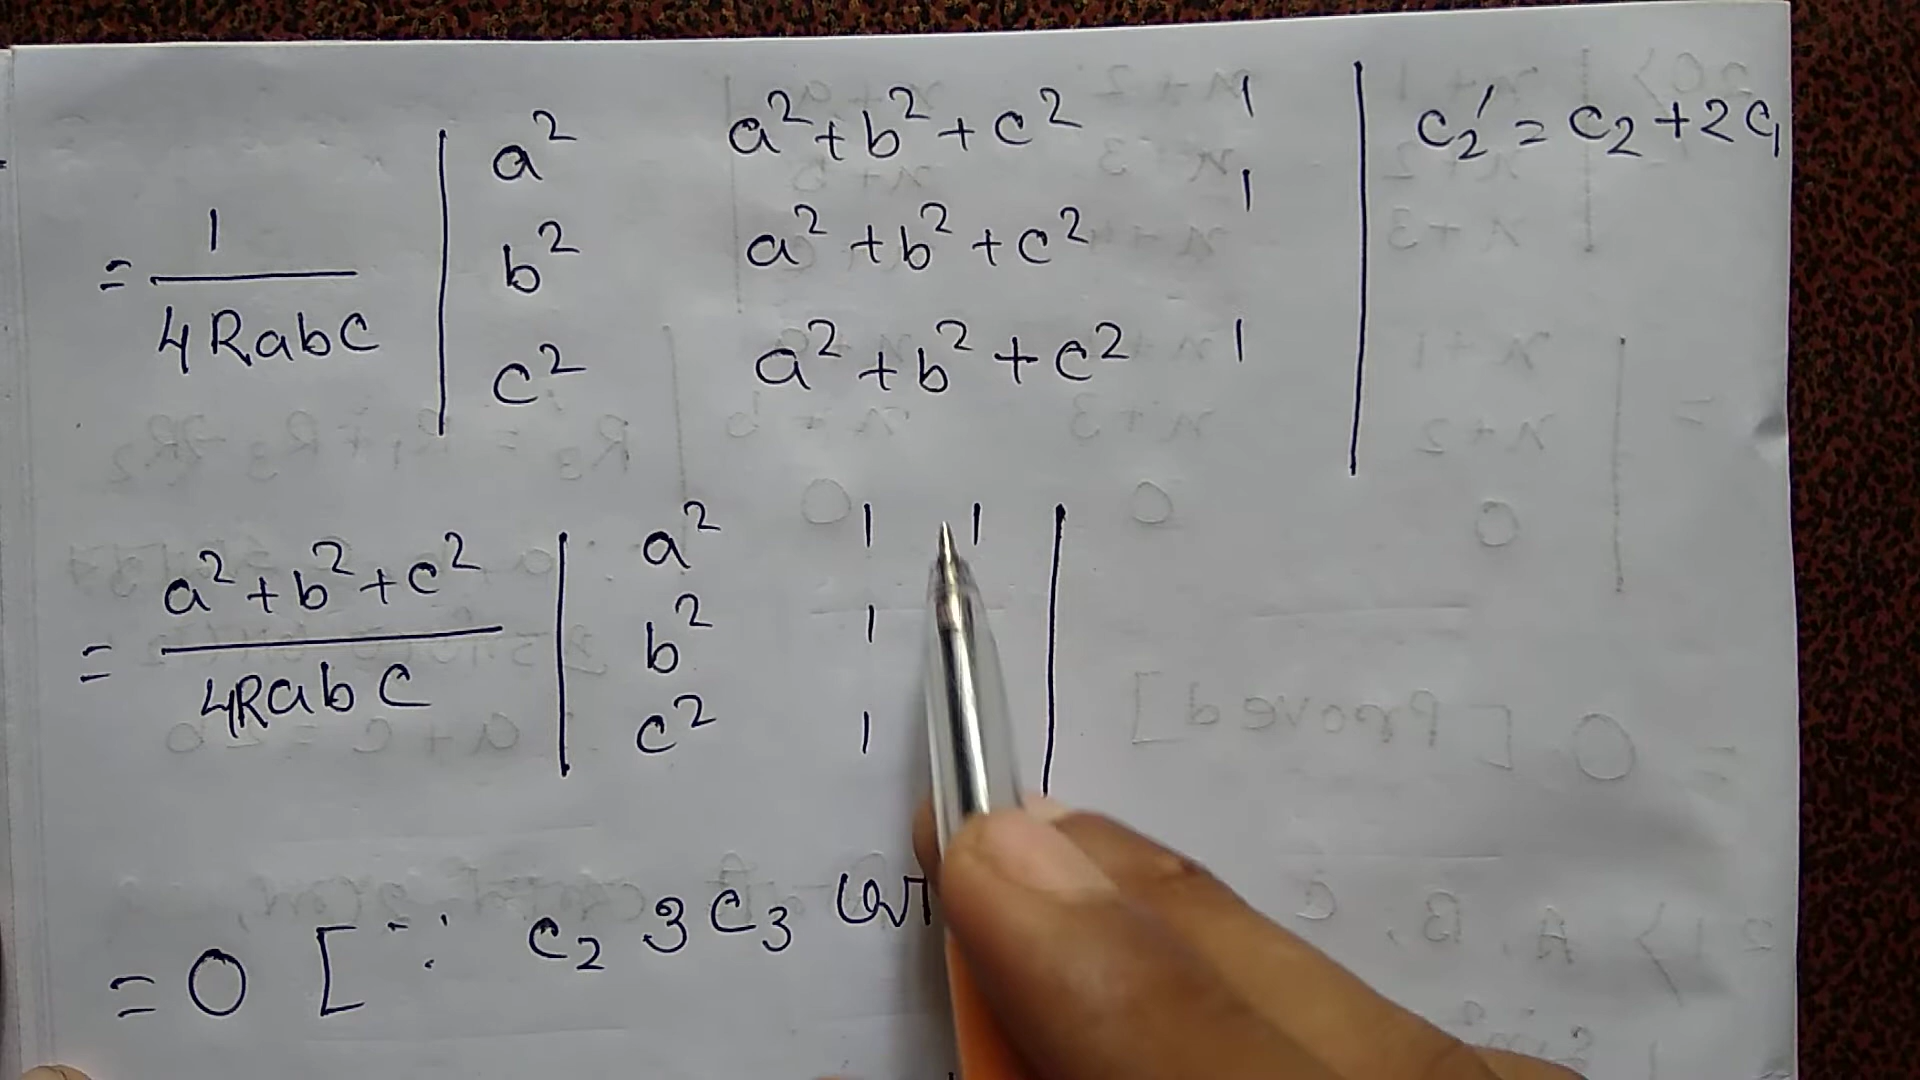 = 1/4RabC | a² a²+b²+c² 1 | C₂′ = C₂+2C₁
| b² a²+b²+c² 1 |
| c² a²+b²+c² 1 |
= a²+b²+c²/4RabC | a² 1 1 |
| b² 1 |
| c² 1 |
= 0 [∵ C₂ ও C₃